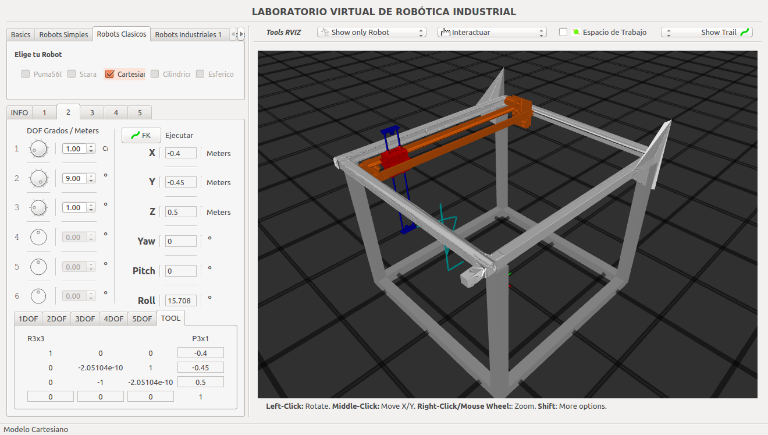 LABORATORIO VIRTUAL DE ROBÓTICA INDUSTRIAL
Basics Robots Simples Robots Clasicos Robots Industriales 1
Tools RVIZ Show only Robot Interactuar Espacio de Trabajo Show Trail
Elige tu Robot
Puma560 Scara Cartesian Cilindrio Esferico
INFO 1 2 3 4 5
DOF Grados / Meters FK Ejecutar
1 1.00 X -0.4 Meters
2 9.00 º Y -0.45 Meters
3 1.00 º Z 0.5 Meters
4 0.00 º Yaw 0 º
5 0.00 º Pitch 0 º
6 0.00 º Roll 15.708 º
1DOF 2DOF 3DOF 4DOF 5DOF TOOL
R3x3 P3x1
1 0 0 -0.4
0 -2.05104e-10 1 -0.45
0 -1 -2.05104e-10 0.5
0 0 0 1
Left-Click: Rotate. Middle-Click: Move X/Y. Right-Click/Mouse Wheel:: Zoom. Shift: More options.
Modelo Cartesiano